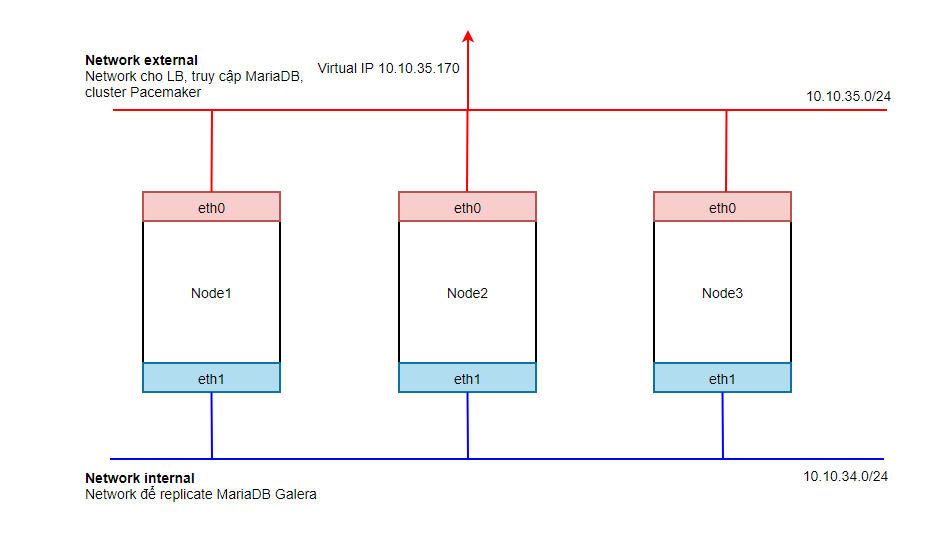 Network external
Network cho LB, truy cập MariaDB,
cluster Pacemaker
Virtual IP 10.10.35.170
10.10.35.0/24
eth0
eth0
eth0
Node1
Node2
Node3
eth1
eth1
eth1
Network internal
Network để replicate MariaDB Galera
10.10.34.0/24